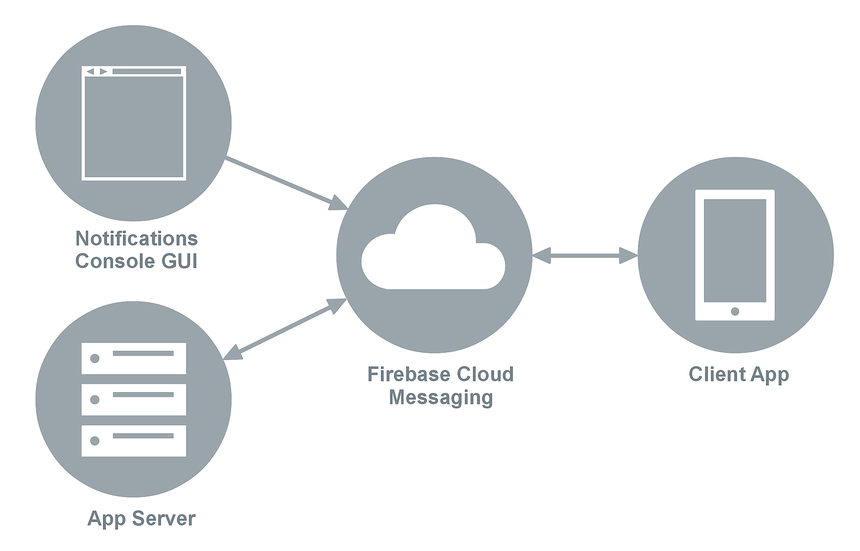 Notifications
Console GUI
Firebase Cloud
Messaging
Client App
App Server